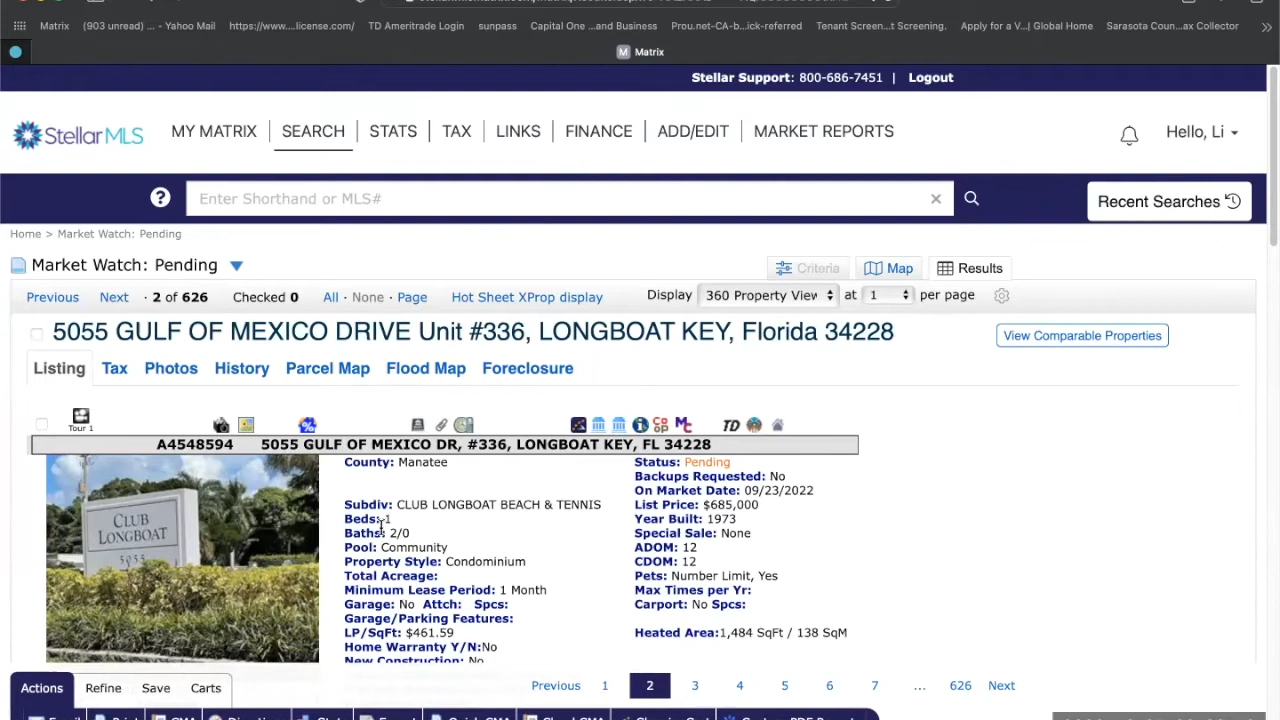 Matrix (903 unread) ... - Yahoo Mail https://www....license.com/ TD Ameritrade Login sunpass Capital One ...and Business Prou.net-CA-b...ick-referred Tenant Screen...t Screening. Apply for a V...| Global Home Sarasota Coun...ax Collector
M Matrix
Stellar Support: 800-686-7451 | Logout
StellarMLS MY MATRIX SEARCH STATS TAX LINKS FINANCE ADD/EDIT MARKET REPORTS Hello, Li
? Enter Shorthand or MLS# Recent Searches
Home > Market Watch: Pending
Market Watch: Pending Criteria Map Results
Previous Next · 2 of 626 Checked 0 All · None · Page Hot Sheet XProp display Display 360 Property View at 1 per page
5055 GULF OF MEXICO DRIVE Unit #336, LONGBOAT KEY, Florida 34228 View Comparable Properties
Listing Tax Photos History Parcel Map Flood Map Foreclosure
Tour 1
A4548594 5055 GULF OF MEXICO DR, #336, LONGBOAT KEY, FL 34228
CLUB
LONGBOAT
5055
County: Manatee
Subdiv: CLUB LONGBOAT BEACH & TENNIS
Beds: 1
Baths: 2/0
Pool: Community
Property Style: Condominium
Total Acreage:
Minimum Lease Period: 1 Month
Garage: No Attch: Spcs:
Garage/Parking Features:
LP/SqFt: $461.59
Home Warranty Y/N:No
New Construction: No
Status: Pending
Backups Requested: No
On Market Date: 09/23/2022
List Price: $685,000
Year Built: 1973
Special Sale: None
ADOM: 12
CDOM: 12
Pets: Number Limit, Yes
Max Times per Yr:
Carport: No Spcs:
Heated Area:1,484 SqFt / 138 SqM
Actions Refine Save Carts Previous 1 2 3 4 5 6 7 ... 626 Next